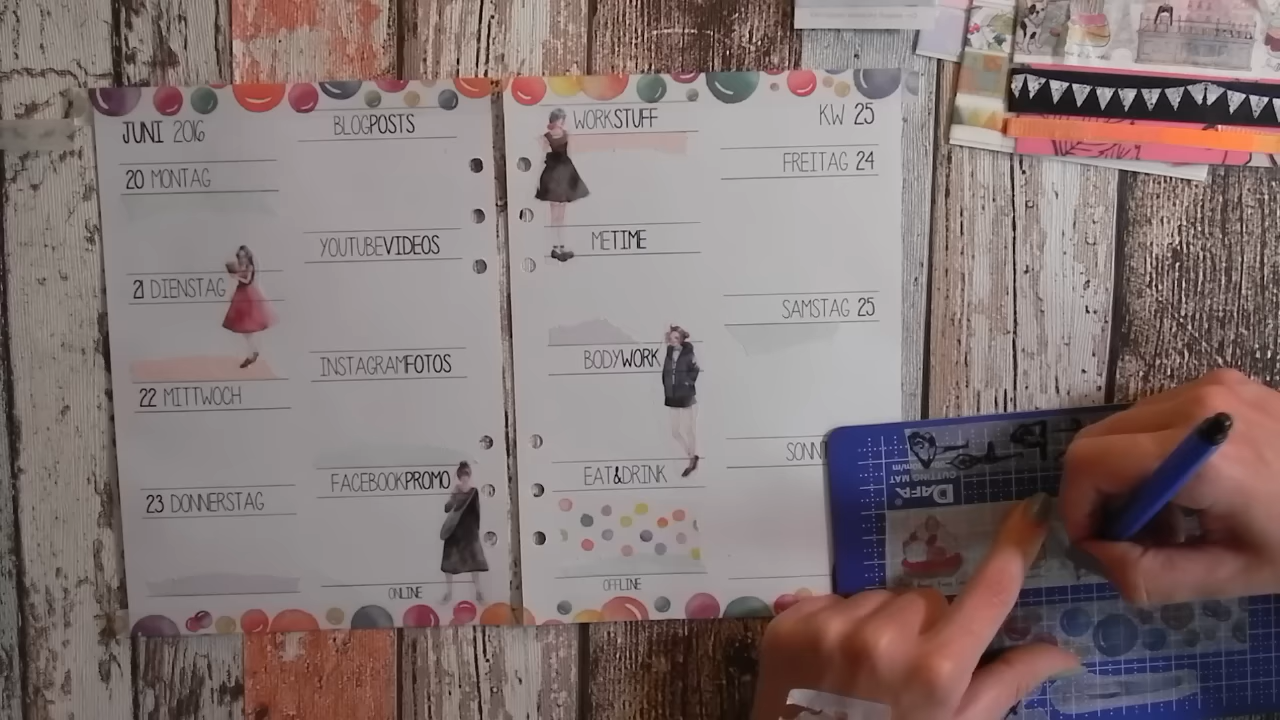 JUNI 2016
20 MONTAG
21 DIENSTAG
22 MITTWOCH
23 DONNERSTAG
BLOGPOSTS
YOUTUBEVIDEOS
INSTAGRAMFOTOS
FACEBOOKPROMO
ONLINE
WORKSTUFF
METIME
BODYWORK
EAT&DRINK
OFFLINE
KW 25
FREITAG 24
SAMSTAG 25
SONN
DAFA
CUTTING MAT